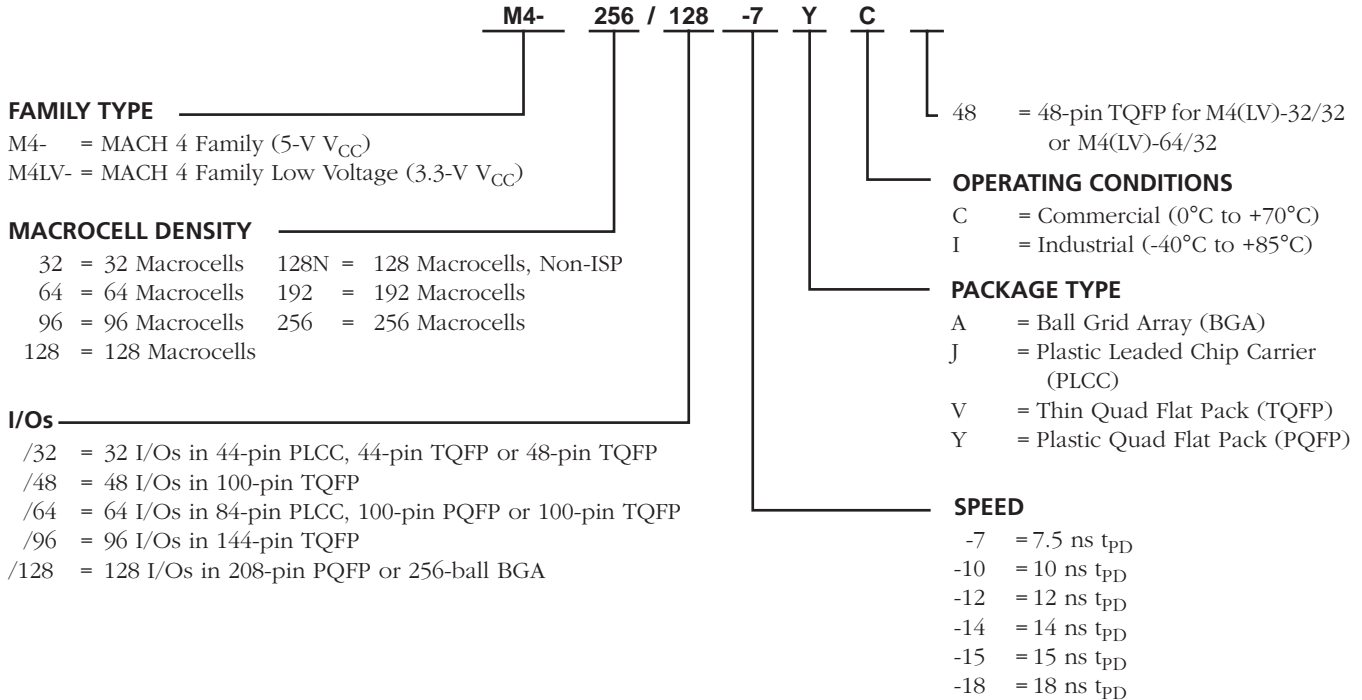 M4- 256 / 128 -7 Y C
FAMILY TYPE
M4- = MACH 4 Family (5-V VCC)
M4LV- = MACH 4 Family Low Voltage (3.3-V VCC)
MACROCELL DENSITY
32 = 32 Macrocells 128N = 128 Macrocells, Non-ISP
64 = 64 Macrocells 192 = 192 Macrocells
96 = 96 Macrocells 256 = 256 Macrocells
128 = 128 Macrocells
I/Os
/32 = 32 I/Os in 44-pin PLCC, 44-pin TQFP or 48-pin TQFP
/48 = 48 I/Os in 100-pin TQFP
/64 = 64 I/Os in 84-pin PLCC, 100-pin PQFP or 100-pin TQFP
/96 = 96 I/Os in 144-pin TQFP
/128 = 128 I/Os in 208-pin PQFP or 256-ball BGA
48 = 48-pin TQFP for M4(LV)-32/32
or M4(LV)-64/32
OPERATING CONDITIONS
C = Commercial (0°C to +70°C)
I = Industrial (-40°C to +85°C)
PACKAGE TYPE
A = Ball Grid Array (BGA)
J = Plastic Leaded Chip Carrier
(PLCC)
V = Thin Quad Flat Pack (TQFP)
Y = Plastic Quad Flat Pack (PQFP)
SPEED
-7 = 7.5 ns tPD
-10 = 10 ns tPD
-12 = 12 ns tPD
-14 = 14 ns tPD
-15 = 15 ns tPD
-18 = 18 ns tPD